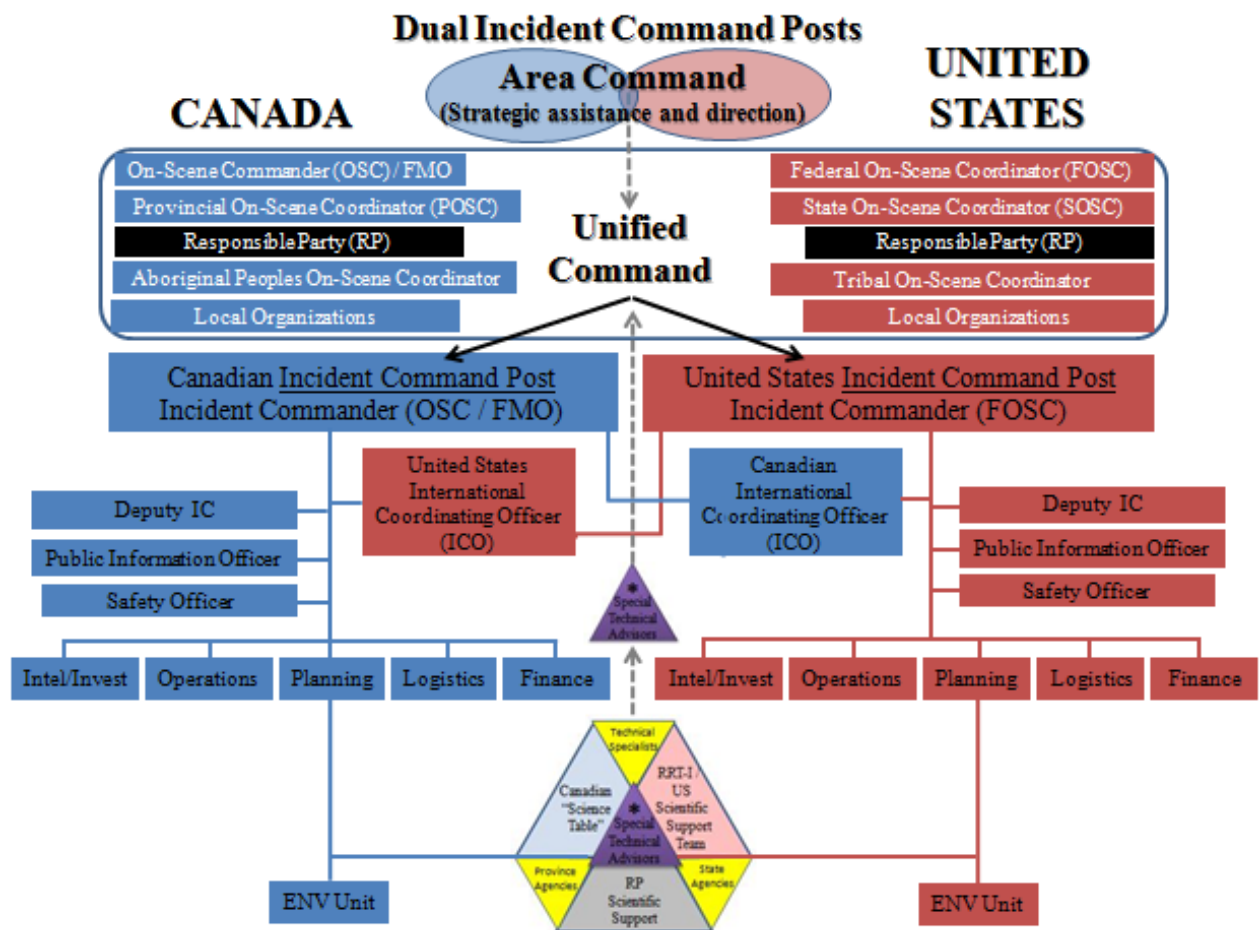 Dual Incident Command Posts
Area Command
(Strategic assistance and direction)
CANADA
UNITED
STATES
On-Scene Commander (OSC) / FMO
Provincial On-Scene Coordinator (POSC)
Responsible Party (RP)
Aboriginal Peoples On-Scene Coordinator
Local Organizations
Unified
Command
Federal On-Scene Coordinator (FOSC)
State On-Scene Coordinator (SOSC)
Responsible Party (RP)
Tribal On-Scene Coordinator
Local Organizations
Canadian Incident Command Post
Incident Commander (OSC / FMO)
United States Incident Command Post
Incident Commander (FOSC)
United States
International
Coordinating Officer
(ICO)
Canadian
International
Coordinating Officer
(ICO)
Deputy IC
Public Information Officer
Safety Officer
Deputy IC
Public Information Officer
Safety Officer
*
Special
Technical
Advisors
Intel/Invest
Operations
Planning
Logistics
Finance
Intel/Invest
Operations
Planning
Logistics
Finance
Technical
Specialists
Canadian
"Science
Table"
RRT-I /
US
Scientific
Support
Team
*
Special
Technical
Advisors
Province
Agencies
State
Agencies
RP
Scientific
Support
ENV Unit
ENV Unit